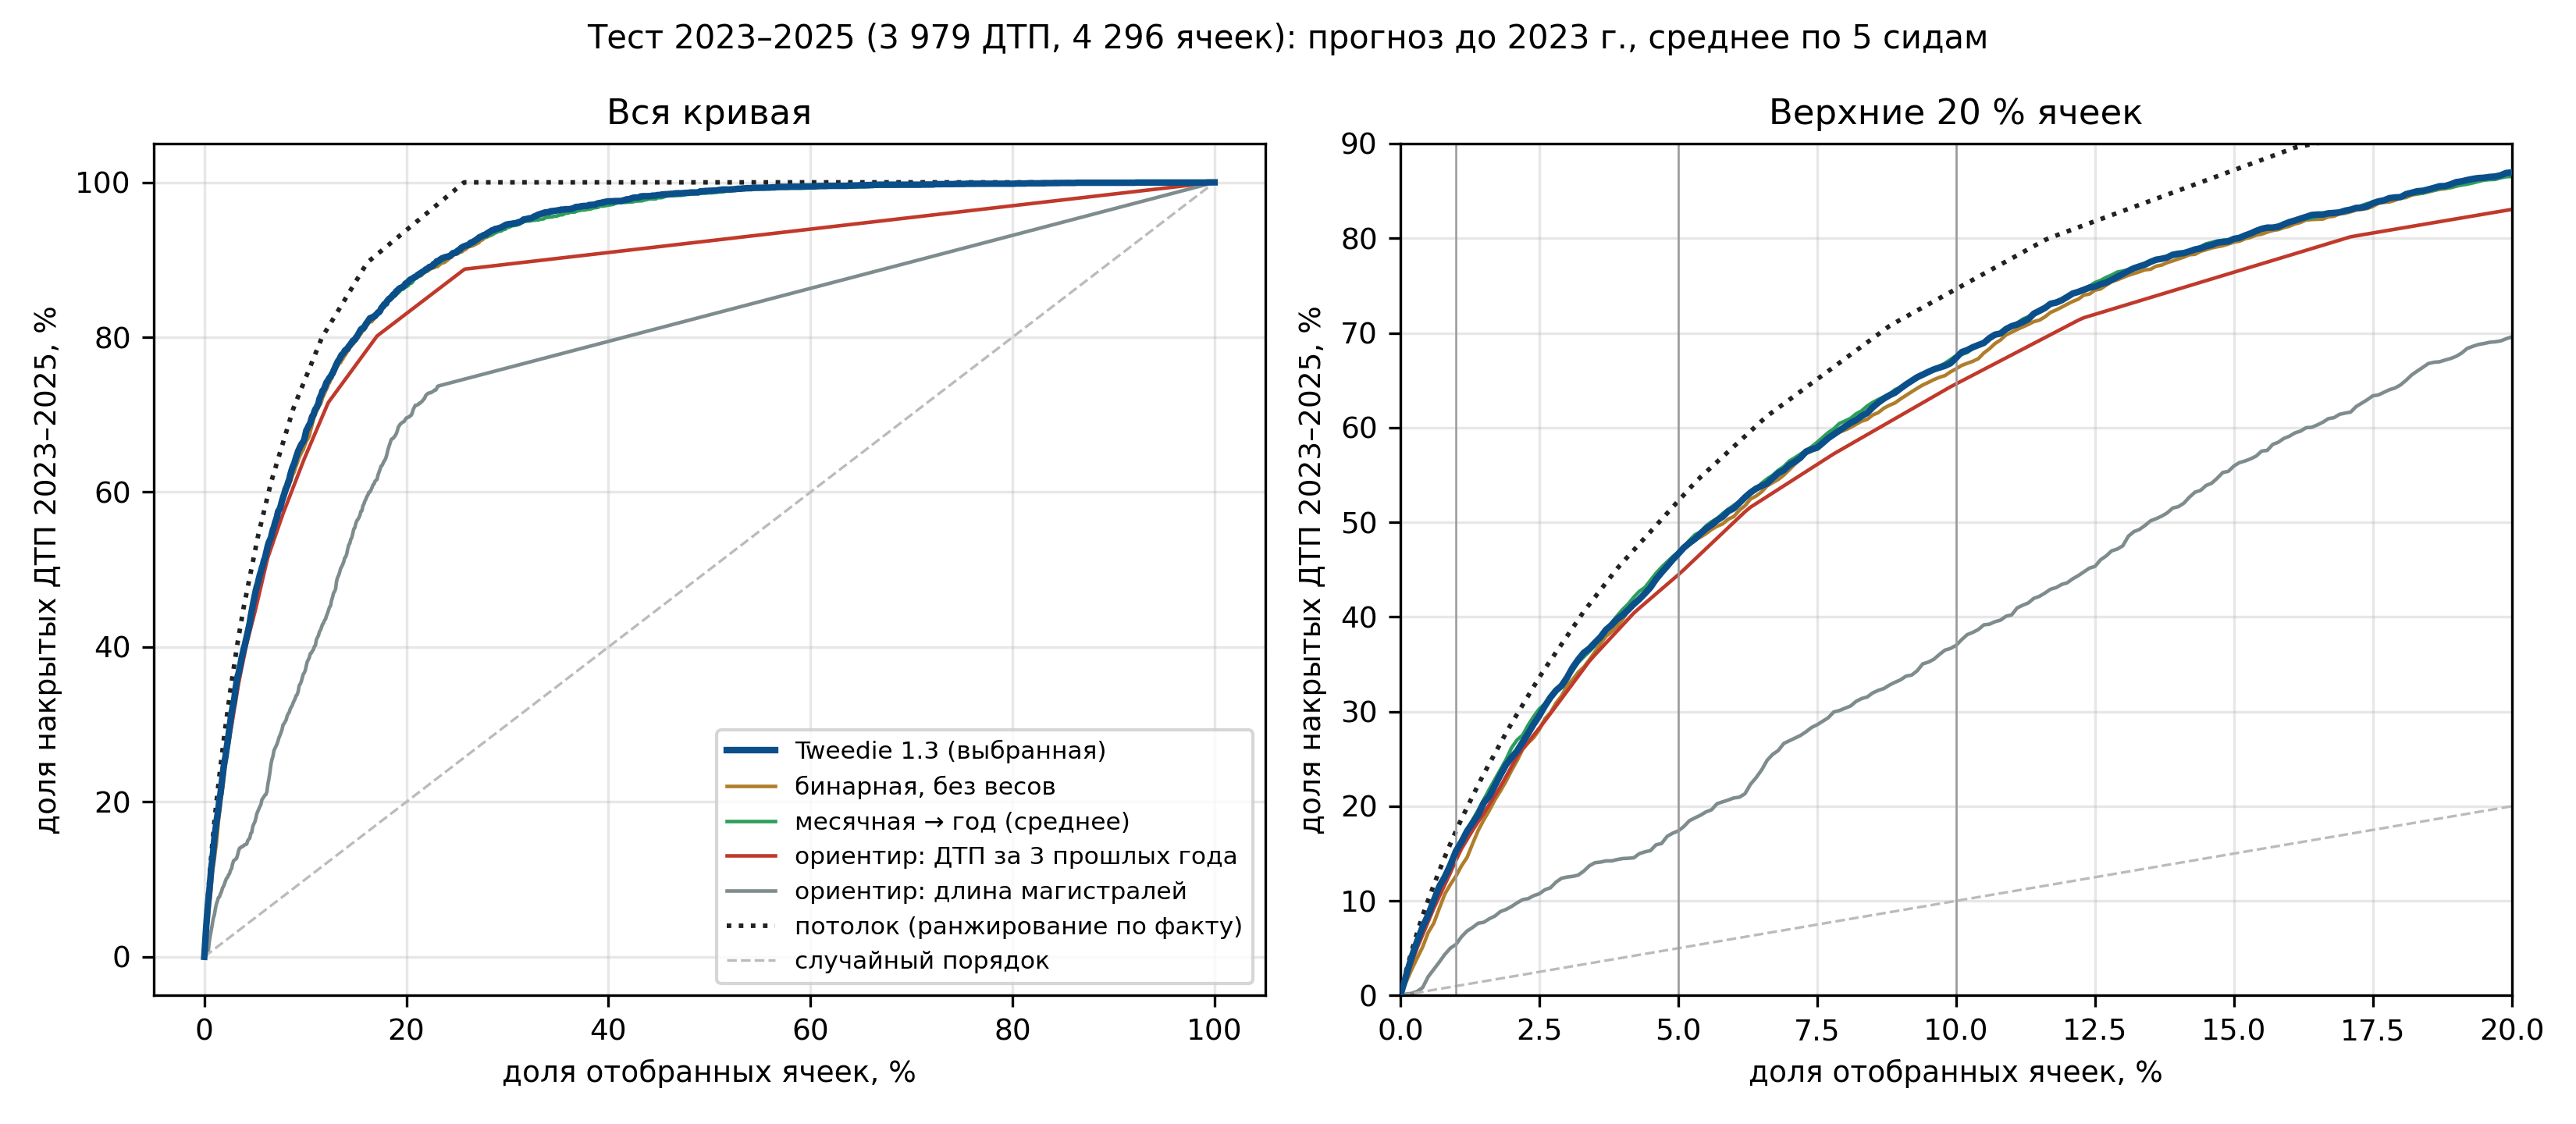 Тест 2023–2025 (3 979 ДТП, 4 296 ячеек): прогноз до 2023 г., среднее по 5 сидам
Вся кривая
доля накрытых ДТП 2023–2025, %
100
80
60
40
20
0
0 20 40 60 80 100
доля отобранных ячеек, %
Tweedie 1.3 (выбранная)
бинарная, без весов
месячная → год (среднее)
ориентир: ДТП за 3 прошлых года
ориентир: длина магистралей
потолок (ранжирование по факту)
случайный порядок
Верхние 20 % ячеек
доля накрытых ДТП 2023–2025, %
90
80
70
60
50
40
30
20
10
0
0.0 2.5 5.0 7.5 10.0 12.5 15.0 17.5 20.0
доля отобранных ячеек, %